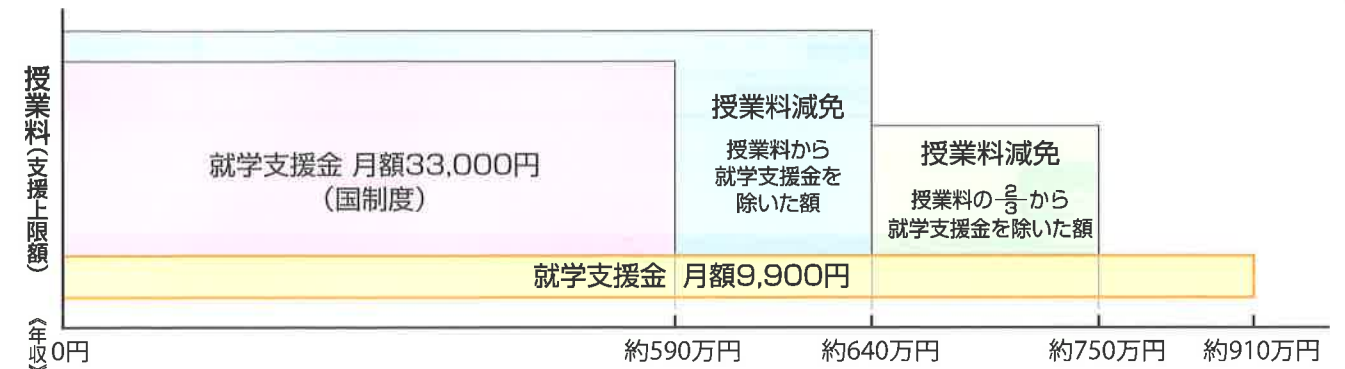 授業料(支援上限額)
就学支援金 月額33,000円
(国制度)
授業料減免
授業料から
就学支援金を
除いた額
授業料減免
授業料の2/3から
就学支援金を除いた額
就学支援金 月額9,900円
《年収》
0円
約590万円
約640万円
約750万円
約910万円